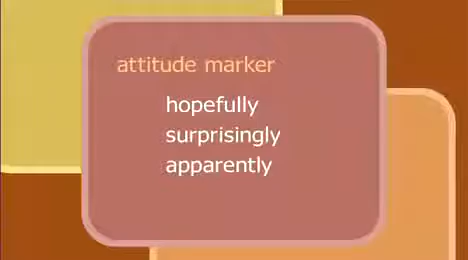 attitude marker
hopefully
surprisingly
apparently